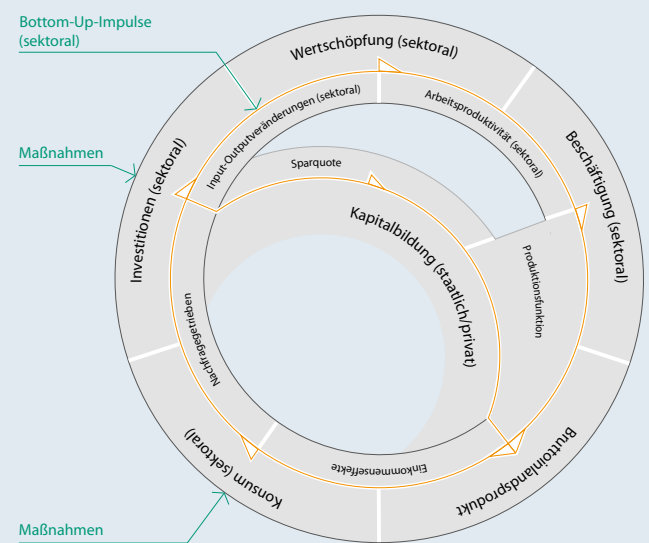 Bottom-Up-Impulse
(sektoral)
Wertschöpfung (sektoral)
Input-Outputveränderungen (sektoral)
Arbeitsproduktivität (sektoral)
Maßnahmen
Sparquote
Investitionen (sektoral)
Beschäftigung (sektoral)
Kapitalbildung (staatlich/privat)
Produktionsfunktion
Nachfragegetrieben
Konsum (sektoral)
Einkommenseffekte
Bruttoinlandsprodukt
Maßnahmen